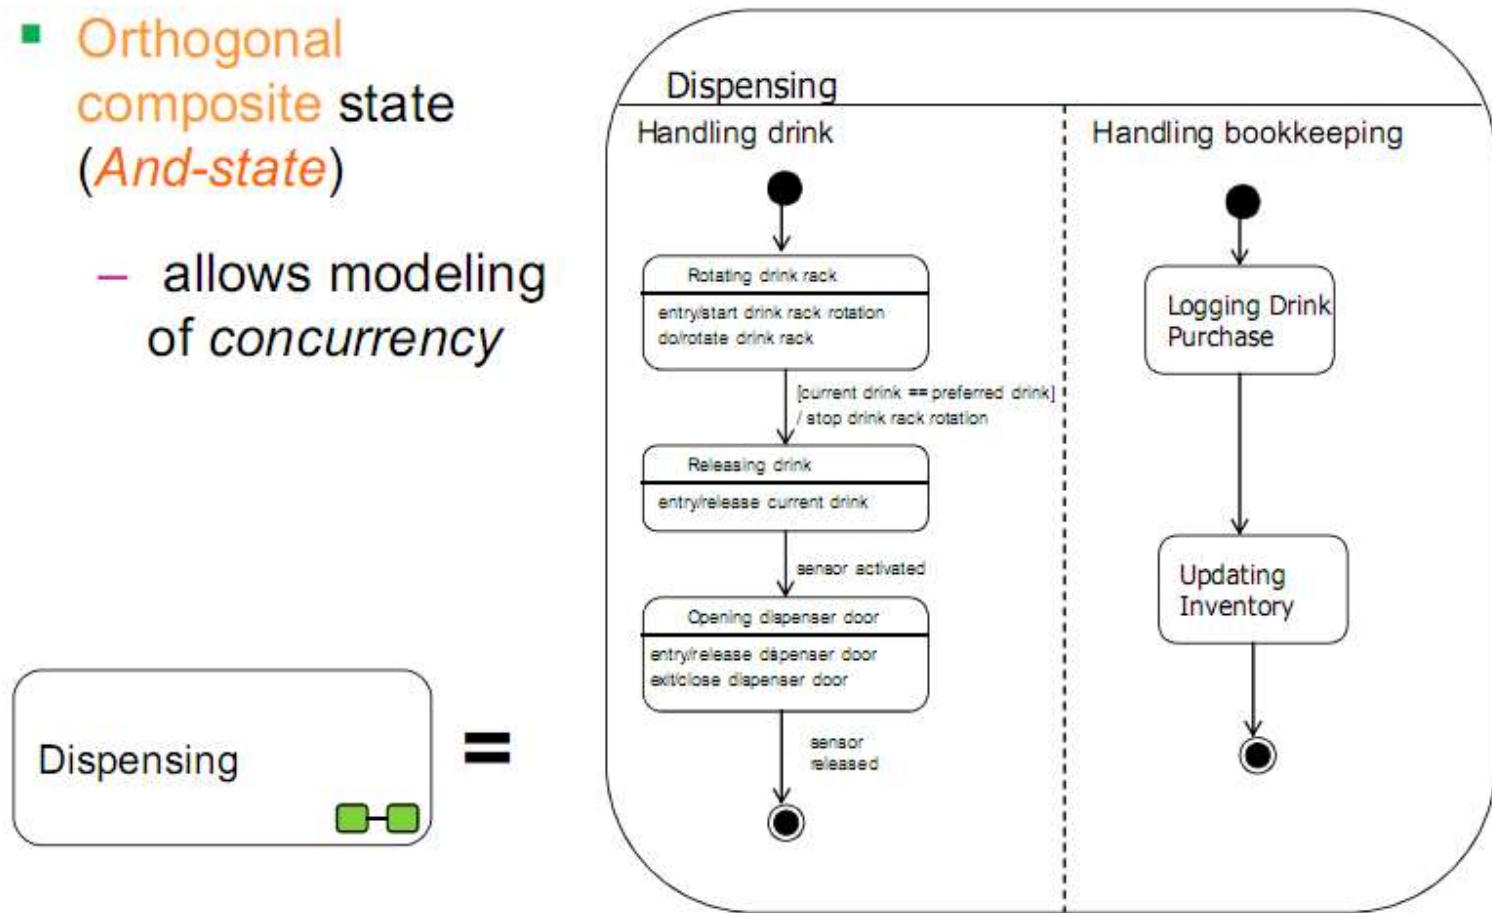 Orthogonal
composite state
(And-state)
– allows modeling
of concurrency
Dispensing
=
Dispensing
Handling drink
Rotating drink rack
entry/start drink rack rotation
do/rotate drink rack
[current drink == preferred drink]
/ stop drink rack rotation
Releasing drink
entry/release current drink
sensor activated
Opening dispenser door
entry/release dispenser door
exit/close dispenser door
sensor
released
Handling bookkeeping
Logging Drink
Purchase
Updating
Inventory